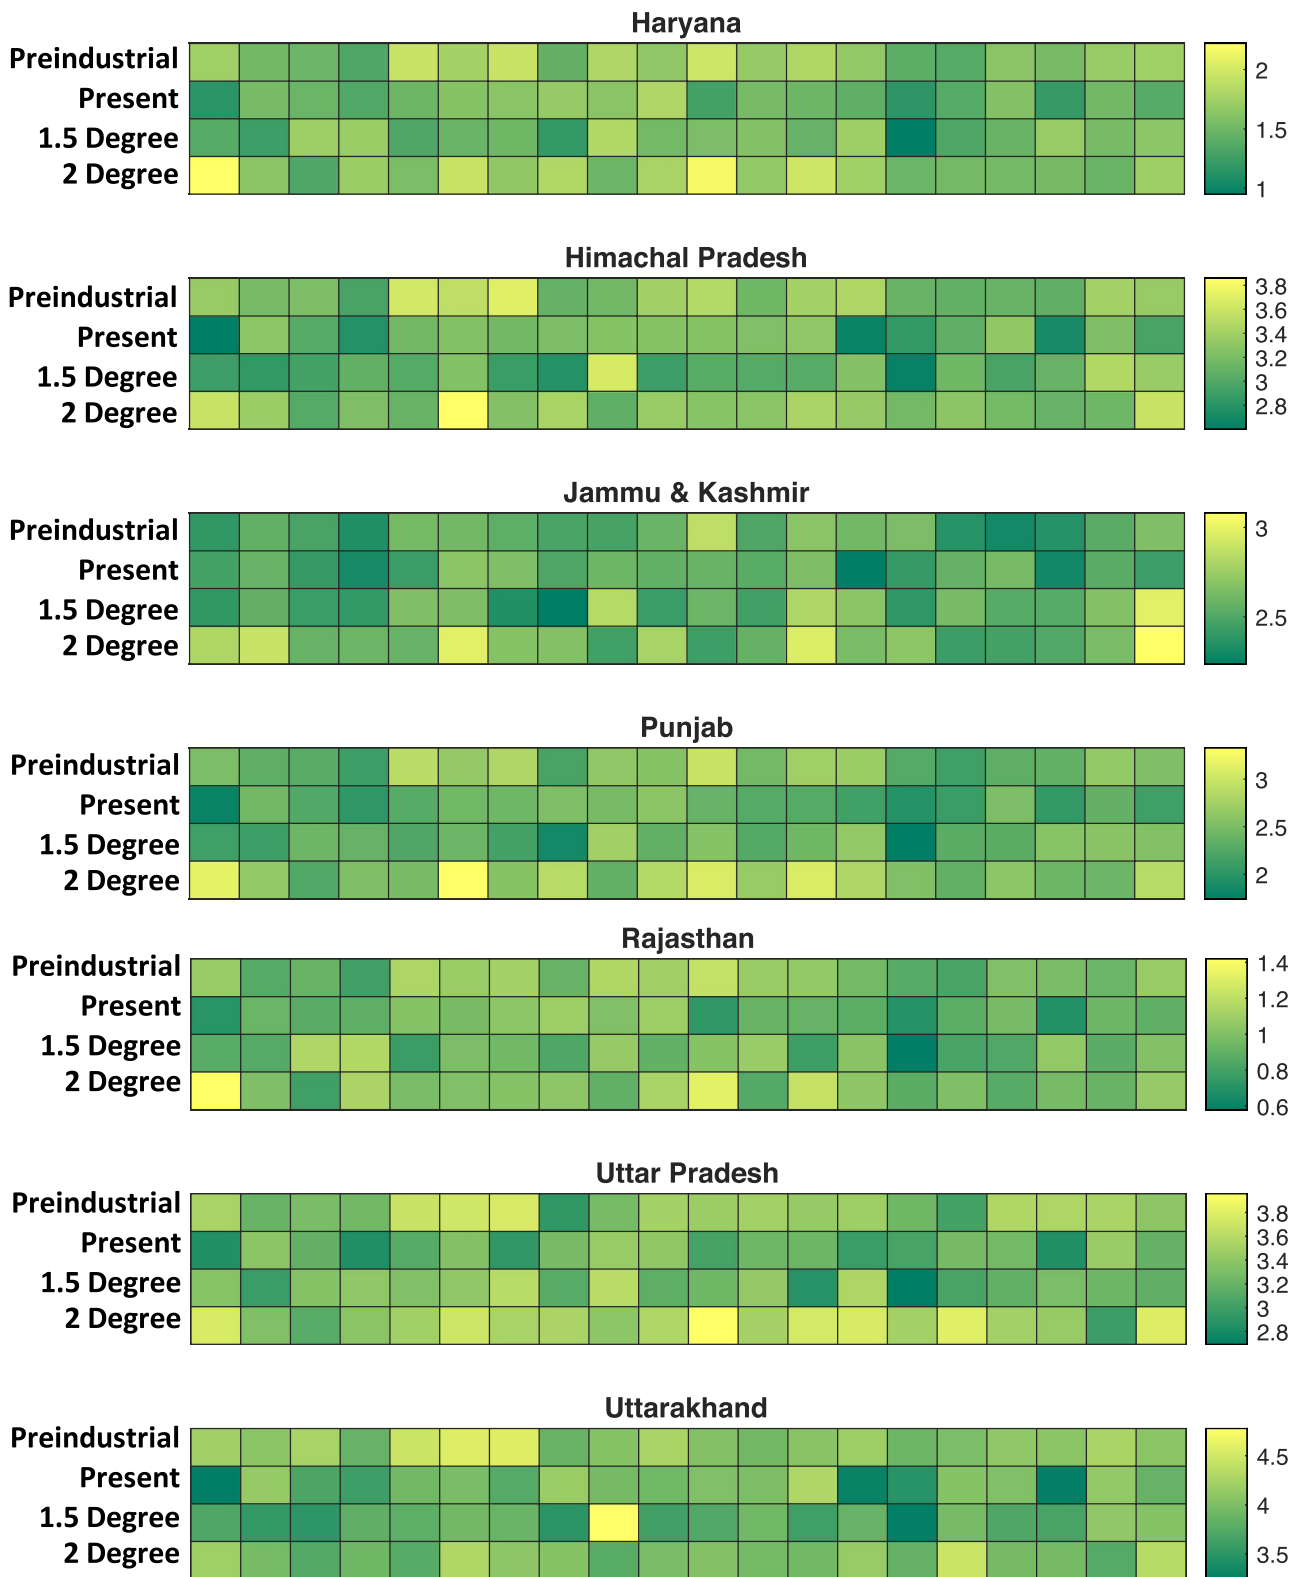 Haryana
Preindustrial
Present
1.5 Degree
2 Degree
2
1.5
1
Himachal Pradesh
Preindustrial
Present
1.5 Degree
2 Degree
3.8
3.6
3.4
3.2
3
2.8
Jammu & Kashmir
Preindustrial
Present
1.5 Degree
2 Degree
3
2.5
Punjab
Preindustrial
Present
1.5 Degree
2 Degree
3
2.5
2
Rajasthan
Preindustrial
Present
1.5 Degree
2 Degree
1.4
1.2
1
0.8
0.6
Uttar Pradesh
Preindustrial
Present
1.5 Degree
2 Degree
3.8
3.6
3.4
3.2
3
2.8
Uttarakhand
Preindustrial
Present
1.5 Degree
2 Degree
4.5
4
3.5